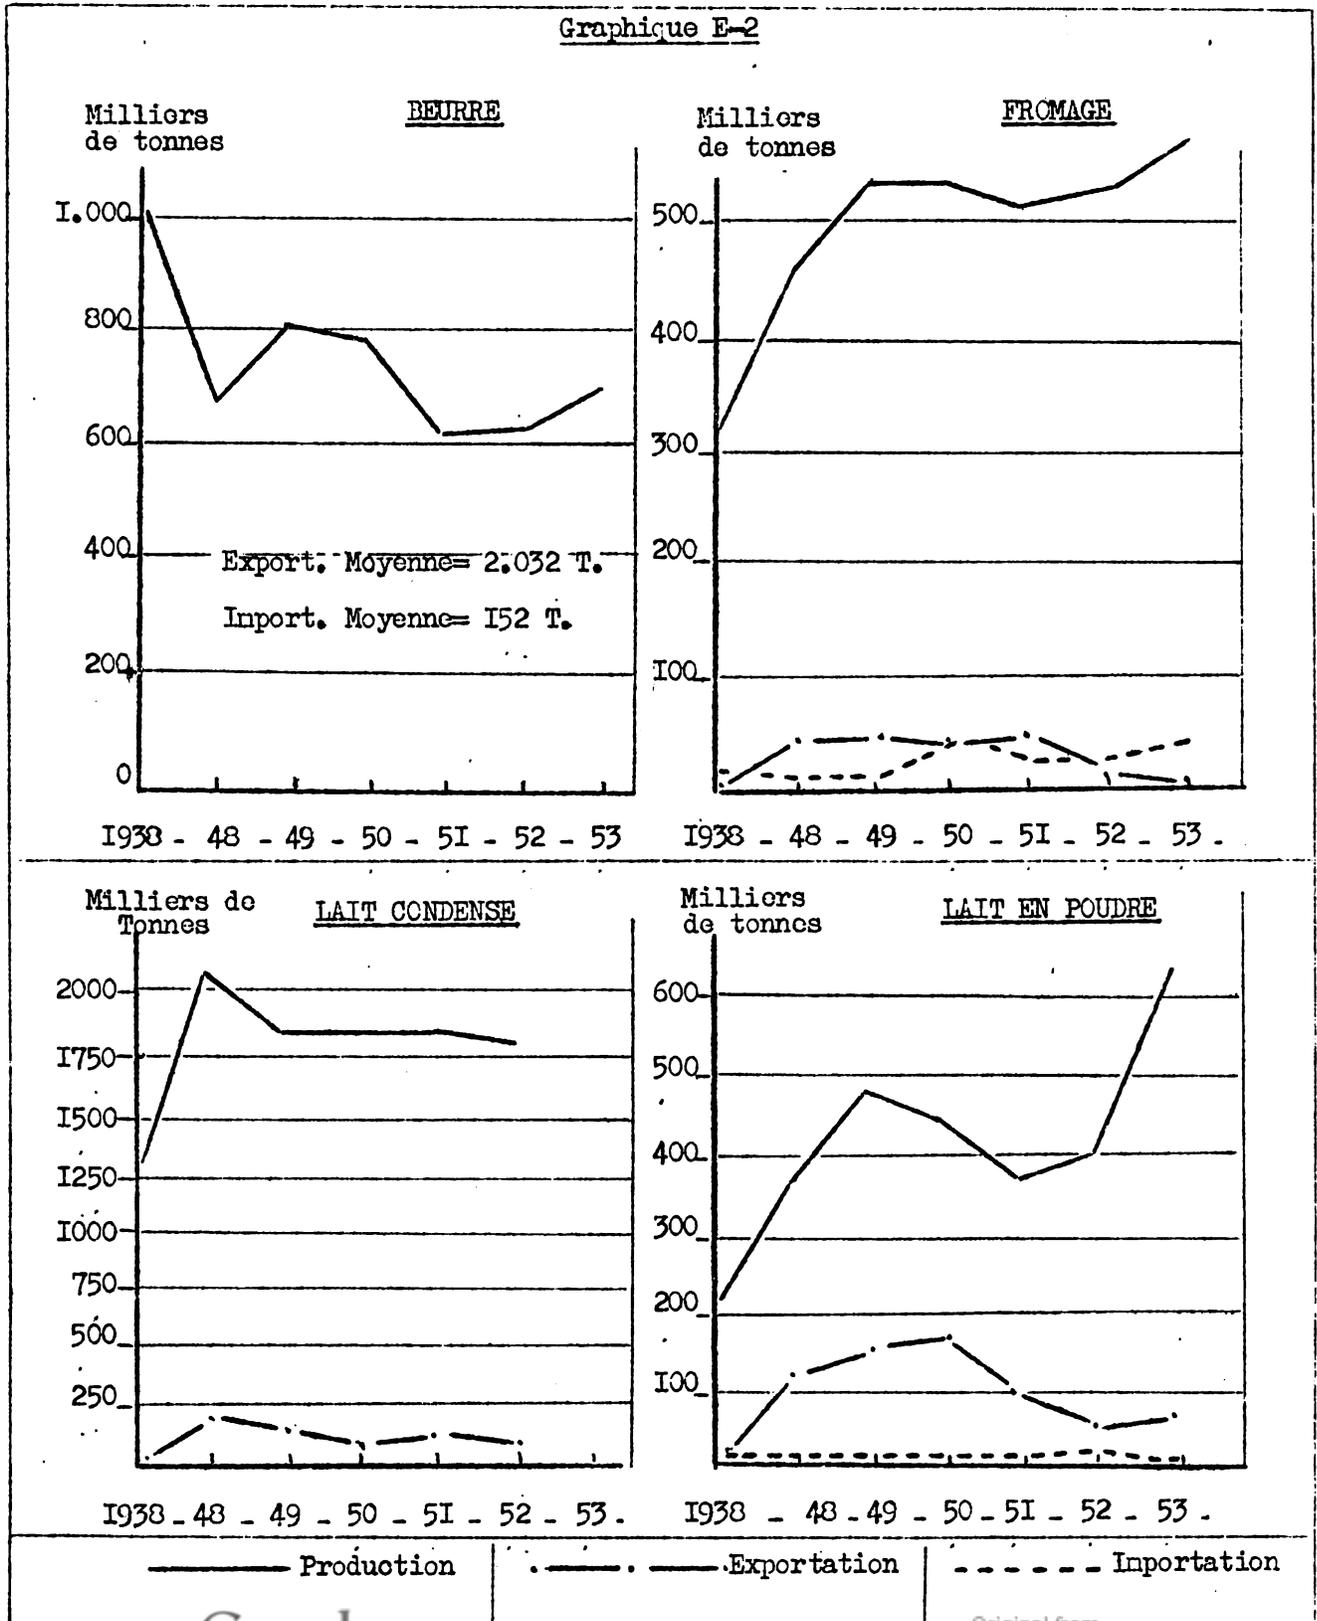 Graphique E-2
Milliers
de tonnes
BEURRE
I.000
800
600
400
200
0
Export. Moyenne= 2.032 T.
Import. Moyenne= I52 T.
I938 - 48 - 49 - 50 - 5I - 52 - 53
Milliers
de tonnes
FROMAGE
500
400
300
200
I00
I938 - 48 - 49 - 50 - 5I - 52 - 53 -
Milliers de
Tonnes
LAIT CONDENSE
2000
I750
I500
I250
I000
750
500
250
I938 - 48 - 49 - 50 - 5I - 52 - 53 -
Milliers
de tonnes
LAIT EN POUDRE
600
500
400
300
200
I00
I938 - 48 - 49 - 50 - 5I - 52 - 53 -
Production
Exportation
Importation